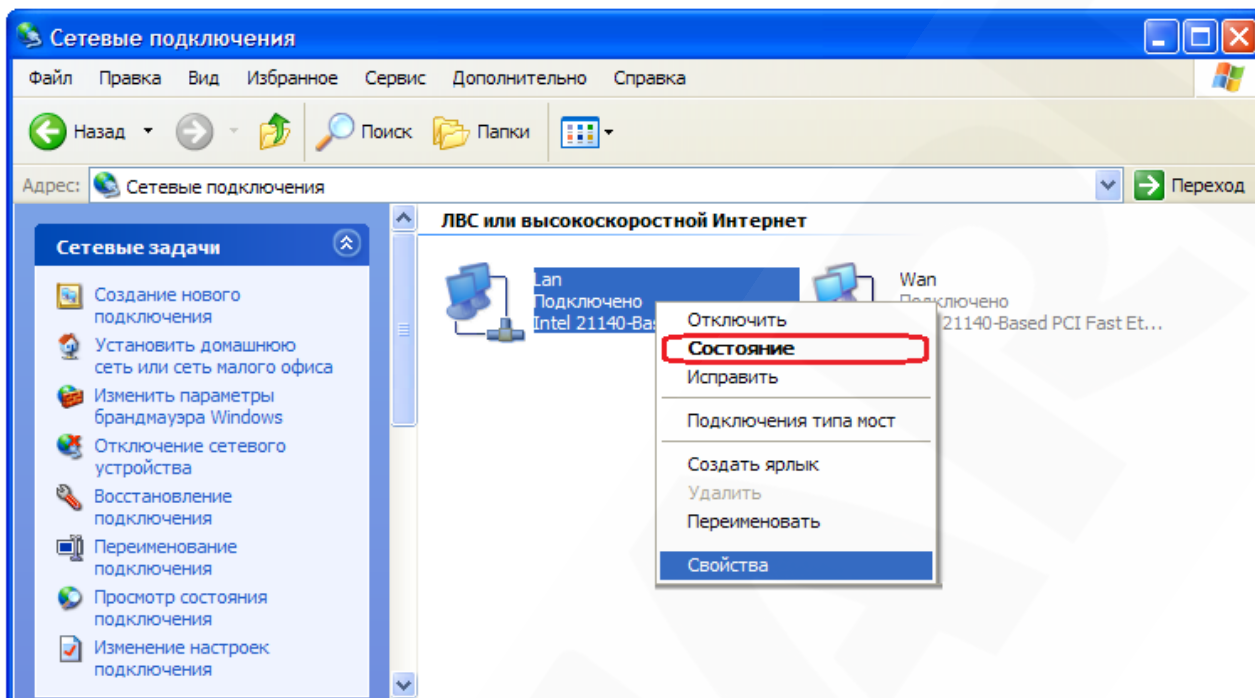 Сетевые подключения
Файл Правка Вид Избранное Сервис Дополнительно Справка
Назад Поиск Папки
Адрес: Сетевые подключения Переход
Сетевые задачи
Создание нового
подключения
Установить домашнюю
сеть или сеть малого офиса
Изменить параметры
брандмауэра Windows
Отключение сетевого
устройства
Восстановление
подключения
Переименование
подключения
Просмотр состояния
подключения
Изменение настроек
подключения
ЛВС или высокоскоростной Интернет
Lan
Подключено
Intel 21140-Ba
Wan
Подключено
21140-Based PCI Fast Et...
Отключить
Состояние
Исправить
Подключения типа мост
Создать ярлык
Удалить
Переименовать
Свойства